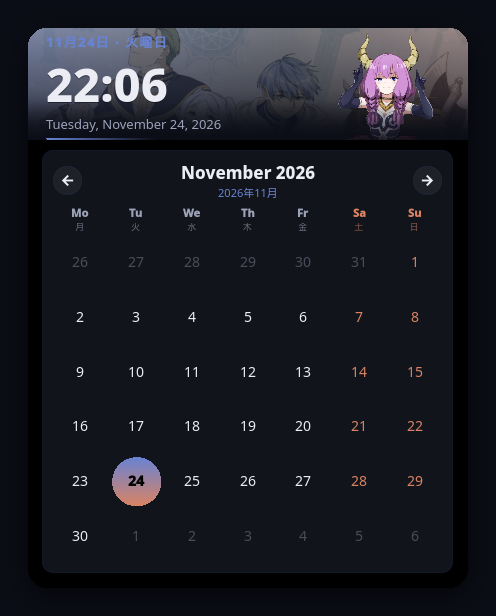 11月24日・火曜日
22:06
Tuesday, November 24, 2026
← November 2026 →
2026年11月
Mo Tu We Th Fr Sa Su
月 火 水 木 金 土 日
26 27 28 29 30 31 1
2 3 4 5 6 7 8
9 10 11 12 13 14 15
16 17 18 19 20 21 22
23 24 25 26 27 28 29
30 1 2 3 4 5 6